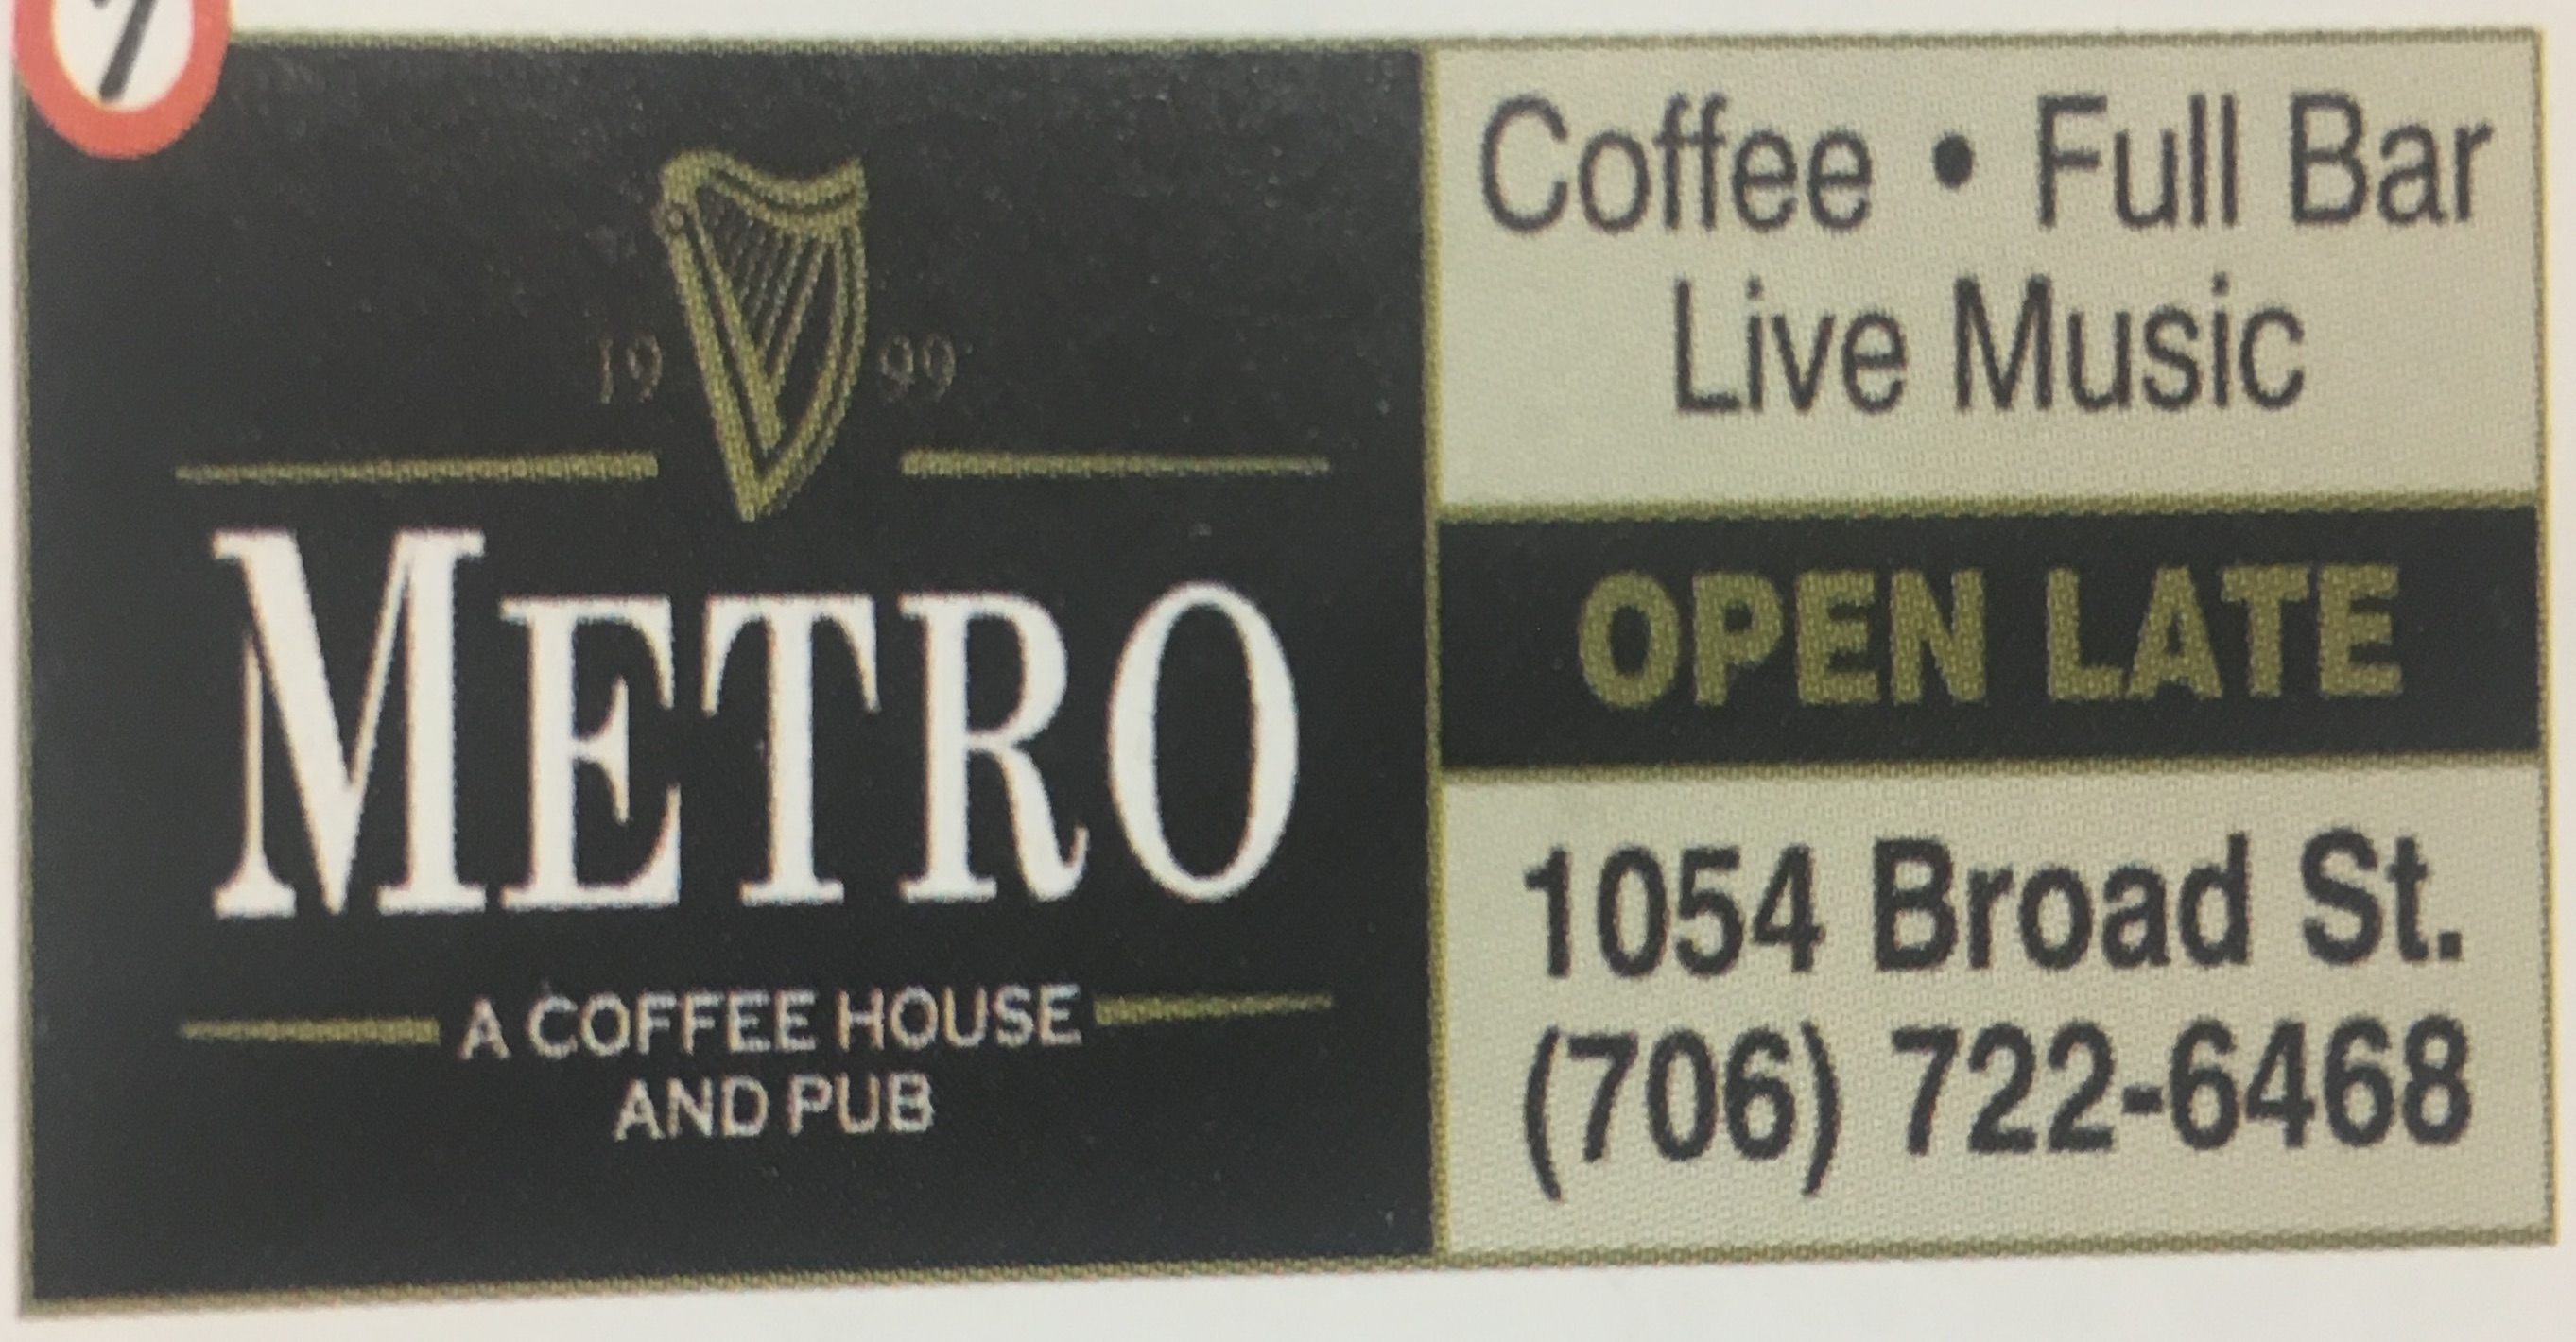 19 99
METRO
A COFFEE HOUSE
AND PUB
Coffee • Full Bar
Live Music
OPEN LATE
1054 Broad St.
(706) 722-6468